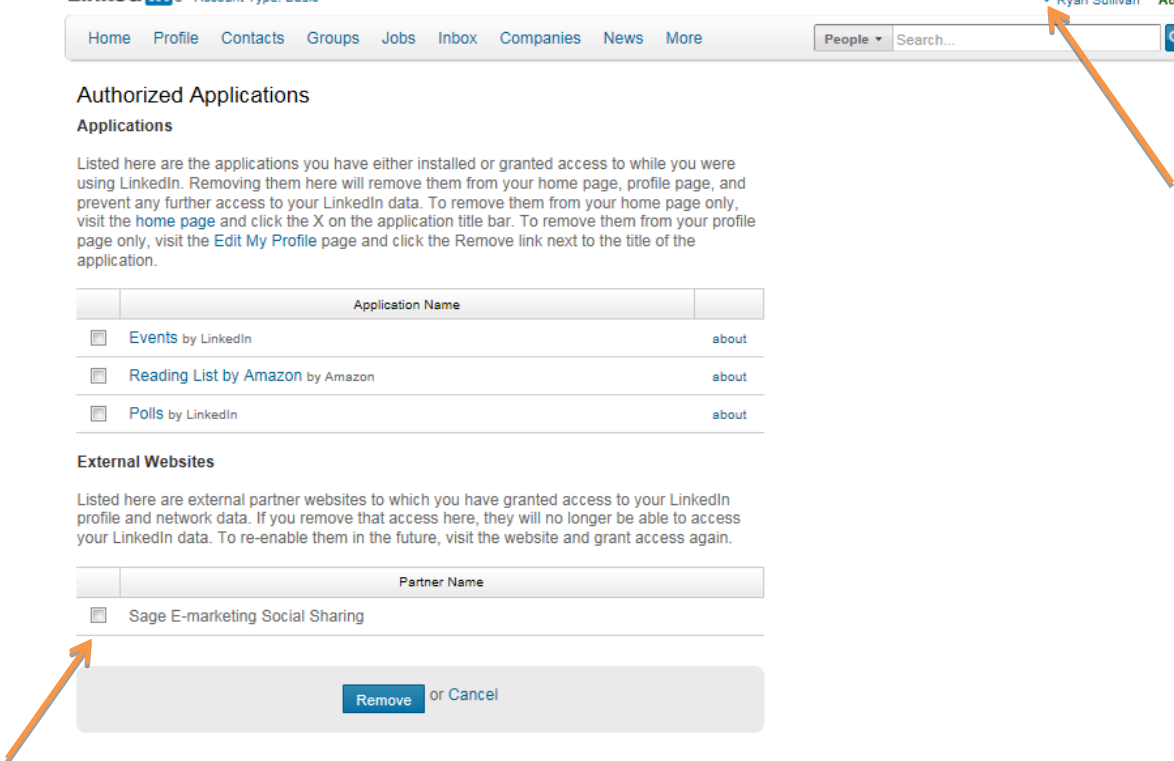 Linked in Account Type: Basic Ryan Sullivan
Home Profile Contacts Groups Jobs Inbox Companies News More People Search...
Authorized Applications
Applications
Listed here are the applications you have either installed or granted access to while you were
using LinkedIn. Removing them here will remove them from your home page, profile page, and
prevent any further access to your LinkedIn data. To remove them from your home page only,
visit the home page and click the X on the application title bar. To remove them from your profile
page only, visit the Edit My Profile page and click the Remove link next to the title of the
application.
Application Name
Events by LinkedIn about
Reading List by Amazon by Amazon about
Polls by LinkedIn about
External Websites
Listed here are external partner websites to which you have granted access to your LinkedIn
profile and network data. If you remove that access here, they will no longer be able to access
your LinkedIn data. To re-enable them in the future, visit the website and grant access again.
Partner Name
Sage E-marketing Social Sharing
Remove or Cancel